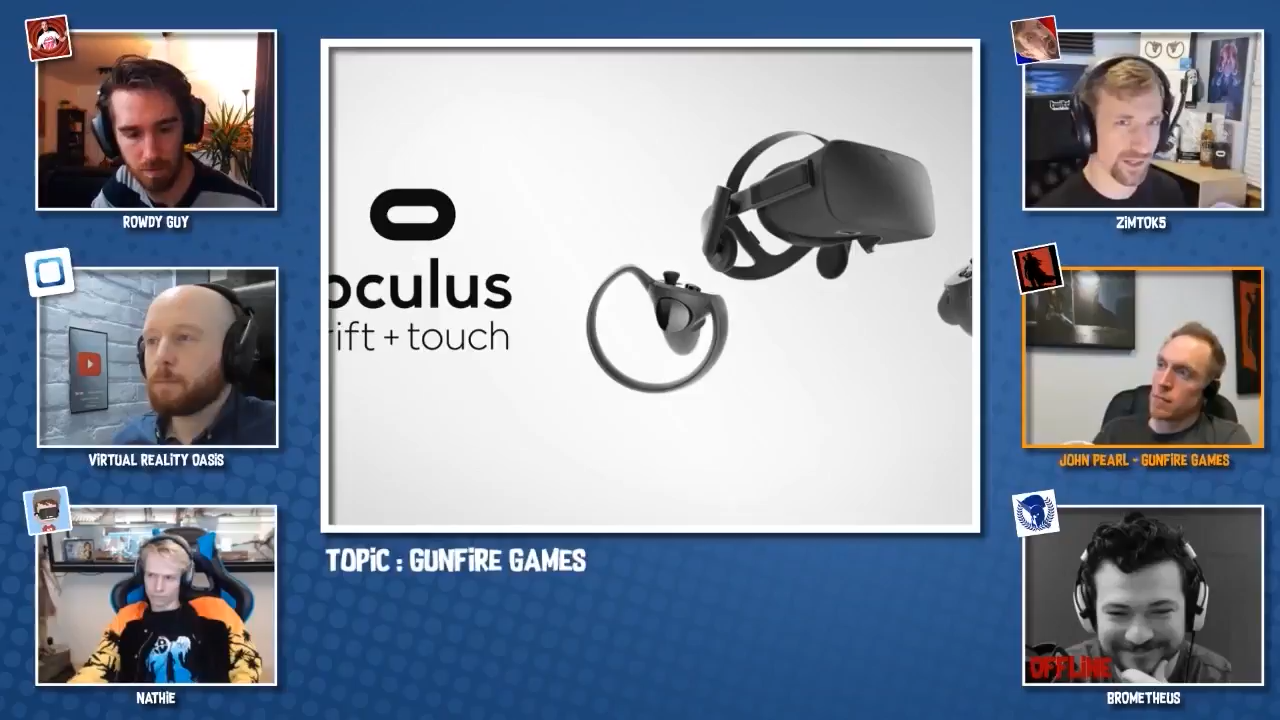 ROWDY GUY
VIRTUAL REALITY OASIS
NATHIE
oculus
rift + touch
TOPIC : GUNFIRE GAMES
ZIMTOK5
JOHN PEARL - GUNFIRE GAMES
OFFLINE
BROMETHEUS